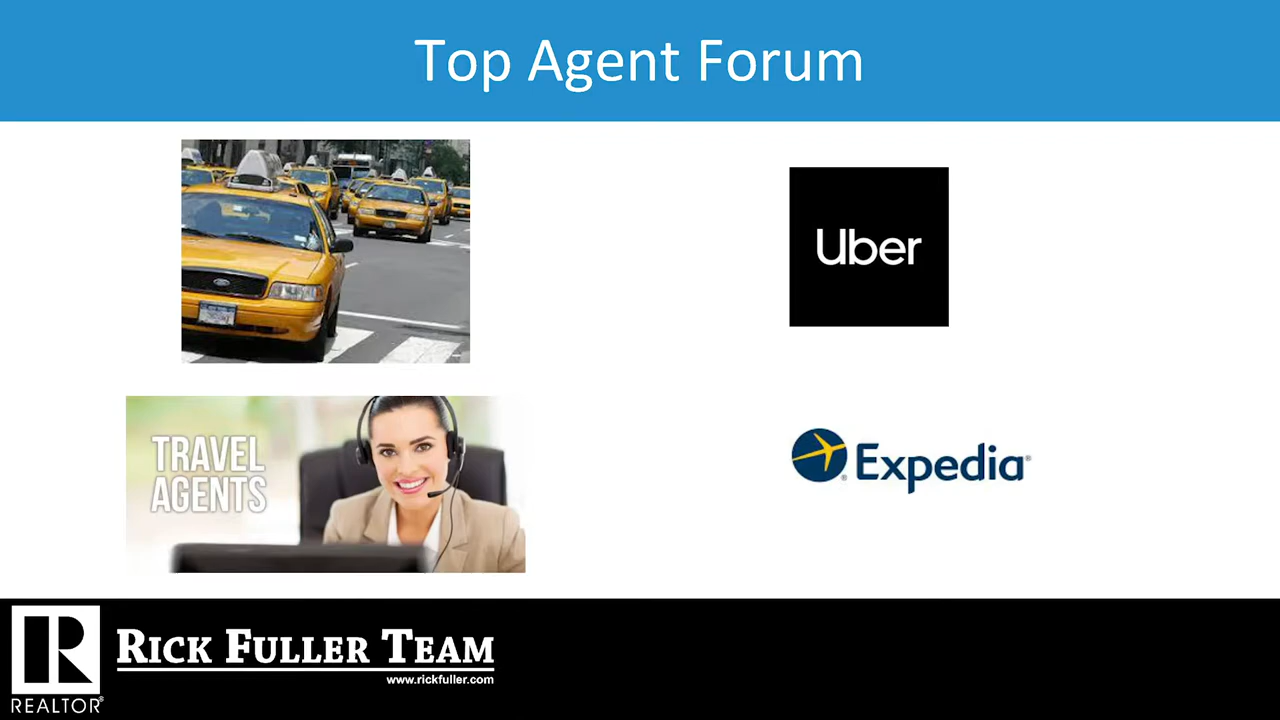 Top Agent Forum
Uber
TRAVEL
AGENTS
Expedia®
RICK FULLER TEAM
www.rickfuller.com
REALTOR®